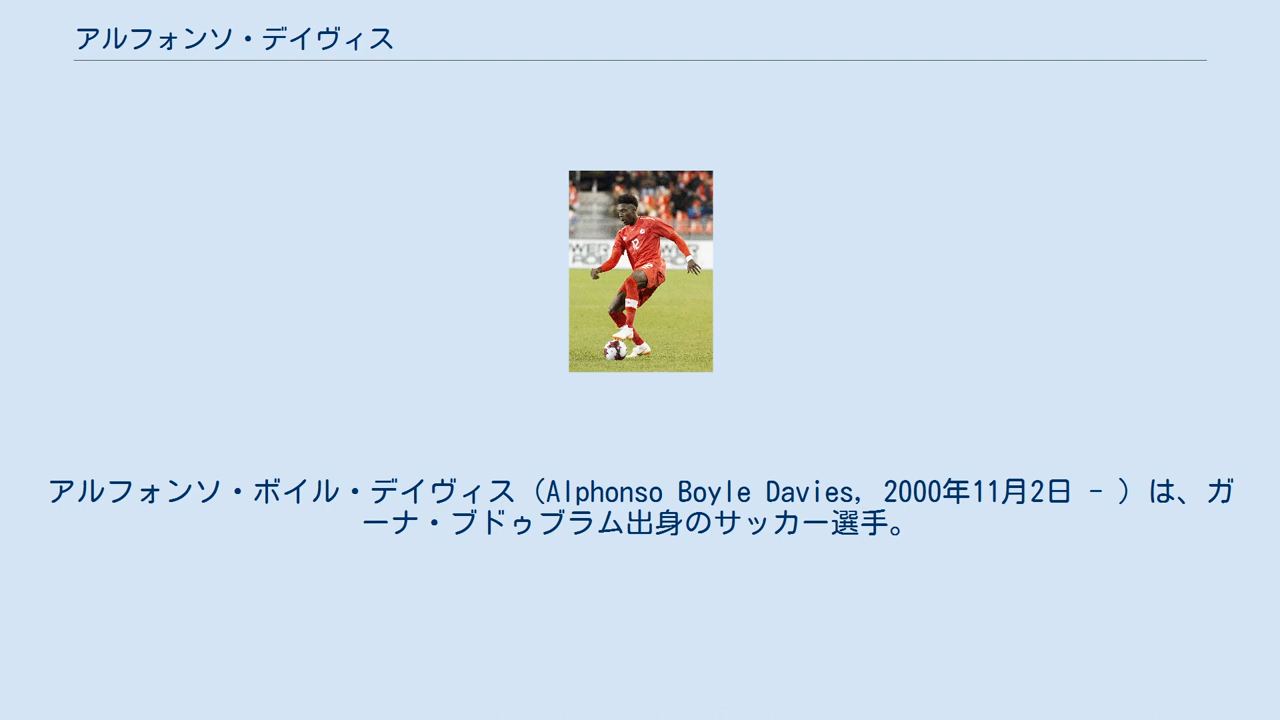 アルフォンソ・デイヴィス
12
アルフォンソ・ボイル・デイヴィス（Alphonso Boyle Davies, 2000年11月2日 - ）は、ガ
ーナ・ブドゥブラム出身のサッカー選手。